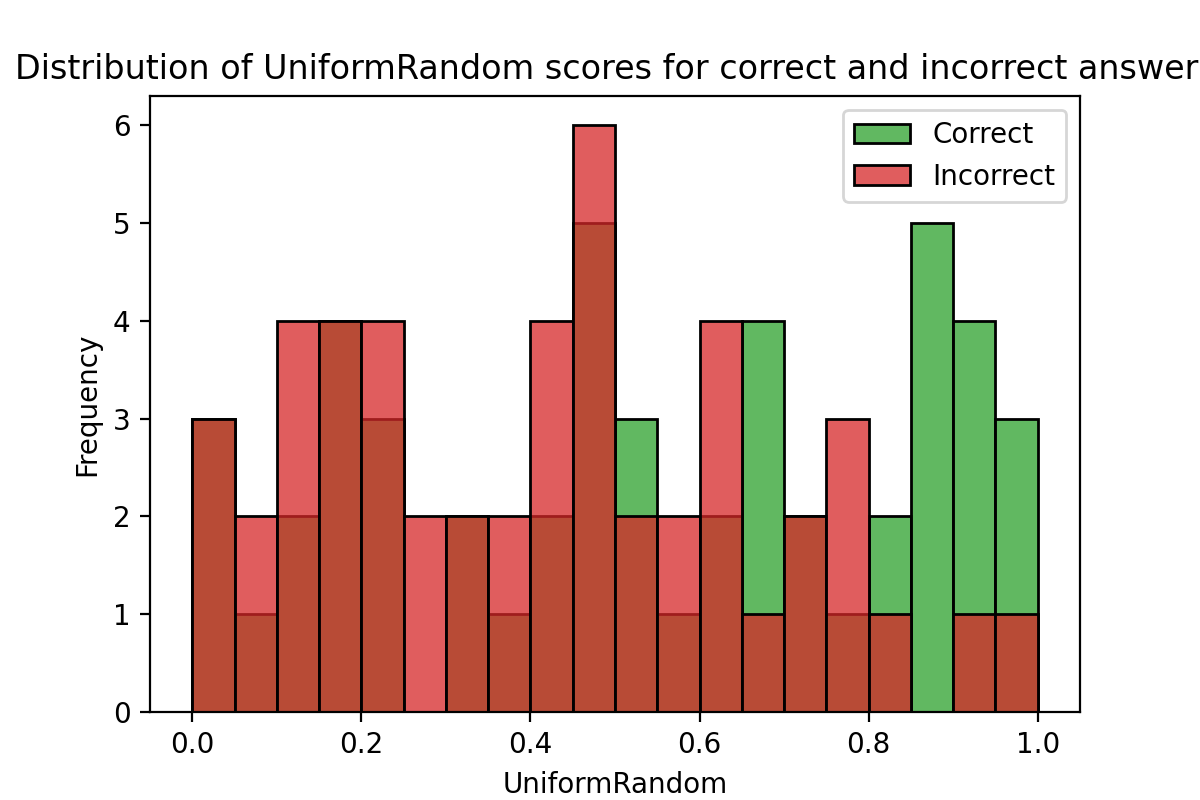 Distribution of UniformRandom scores for correct and incorrect answer
6
5
4
3
2
1
0
Frequency
Correct
Incorrect
0.0 0.2 0.4 0.6 0.8 1.0
UniformRandom